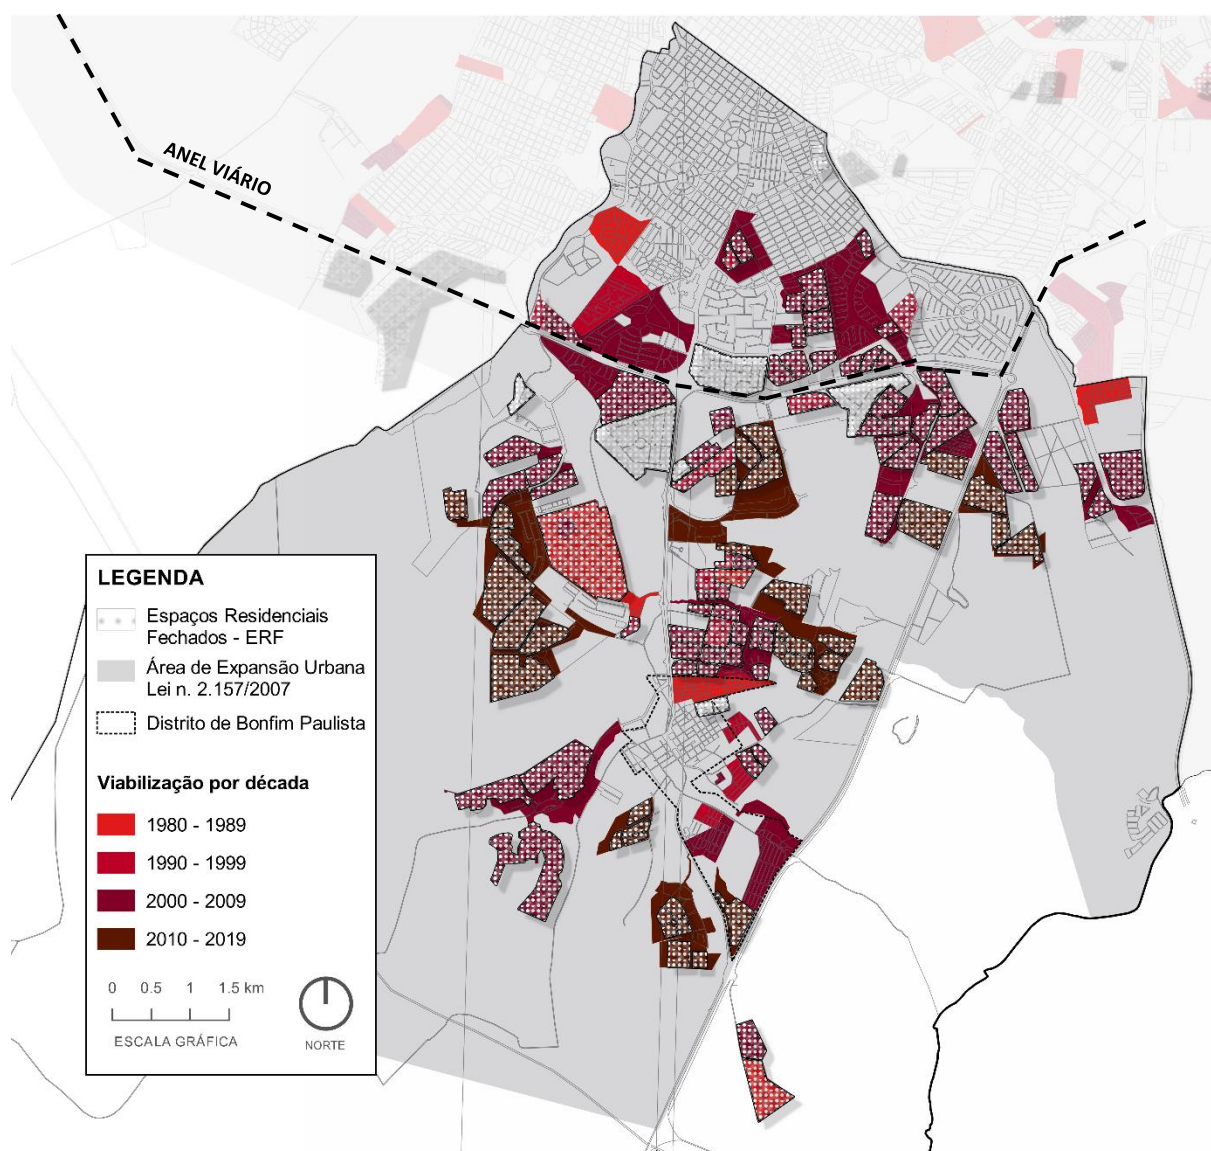 ANEL VIÁRIO
LEGENDA
Espaços Residenciais
Fechados - ERF
Área de Expansão Urbana
Lei n. 2.157/2007
Distrito de Bonfim Paulista
Viabilização por década
1980 - 1989
1990 - 1999
2000 - 2009
2010 - 2019
0 0.5 1 1.5 km
ESCALA GRÁFICA
NORTE